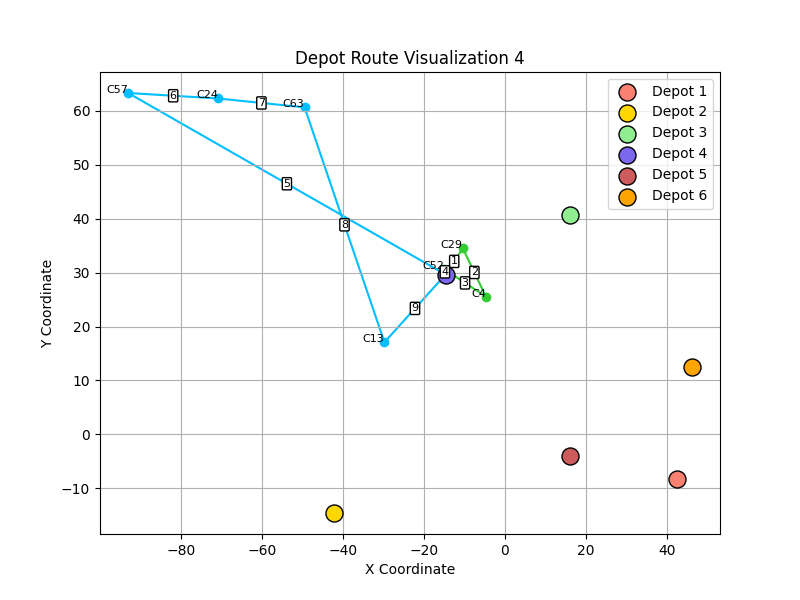 Depot Route Visualization 4
Depot 1
Depot 2
Depot 3
Depot 4
Depot 5
Depot 6
C57
6
C24
7
C63
5
8
C29
1
C52
4
2
3
C4
9
C13
60
50
40
30
20
10
0
−10
−80
−60
−40
−20
0
20
40
X Coordinate
Y Coordinate